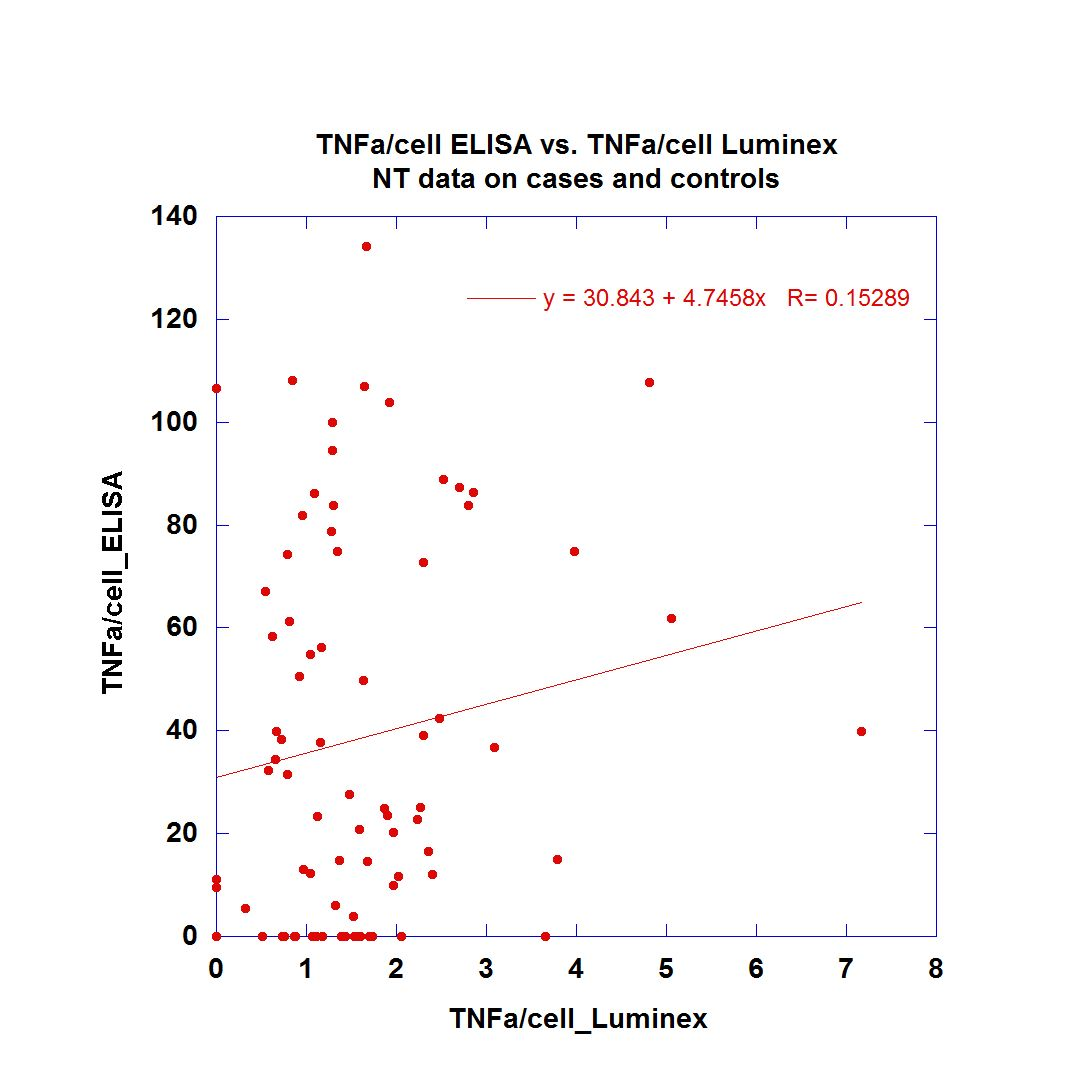 TNFa/cell ELISA vs. TNFa/cell Luminex
NT data on cases and controls
140
y = 30.843 + 4.7458x R= 0.15289
120
100
80
60
40
20
0
TNFa/cell_ELISA
0 1 2 3 4 5 6 7 8
TNFa/cell_Luminex